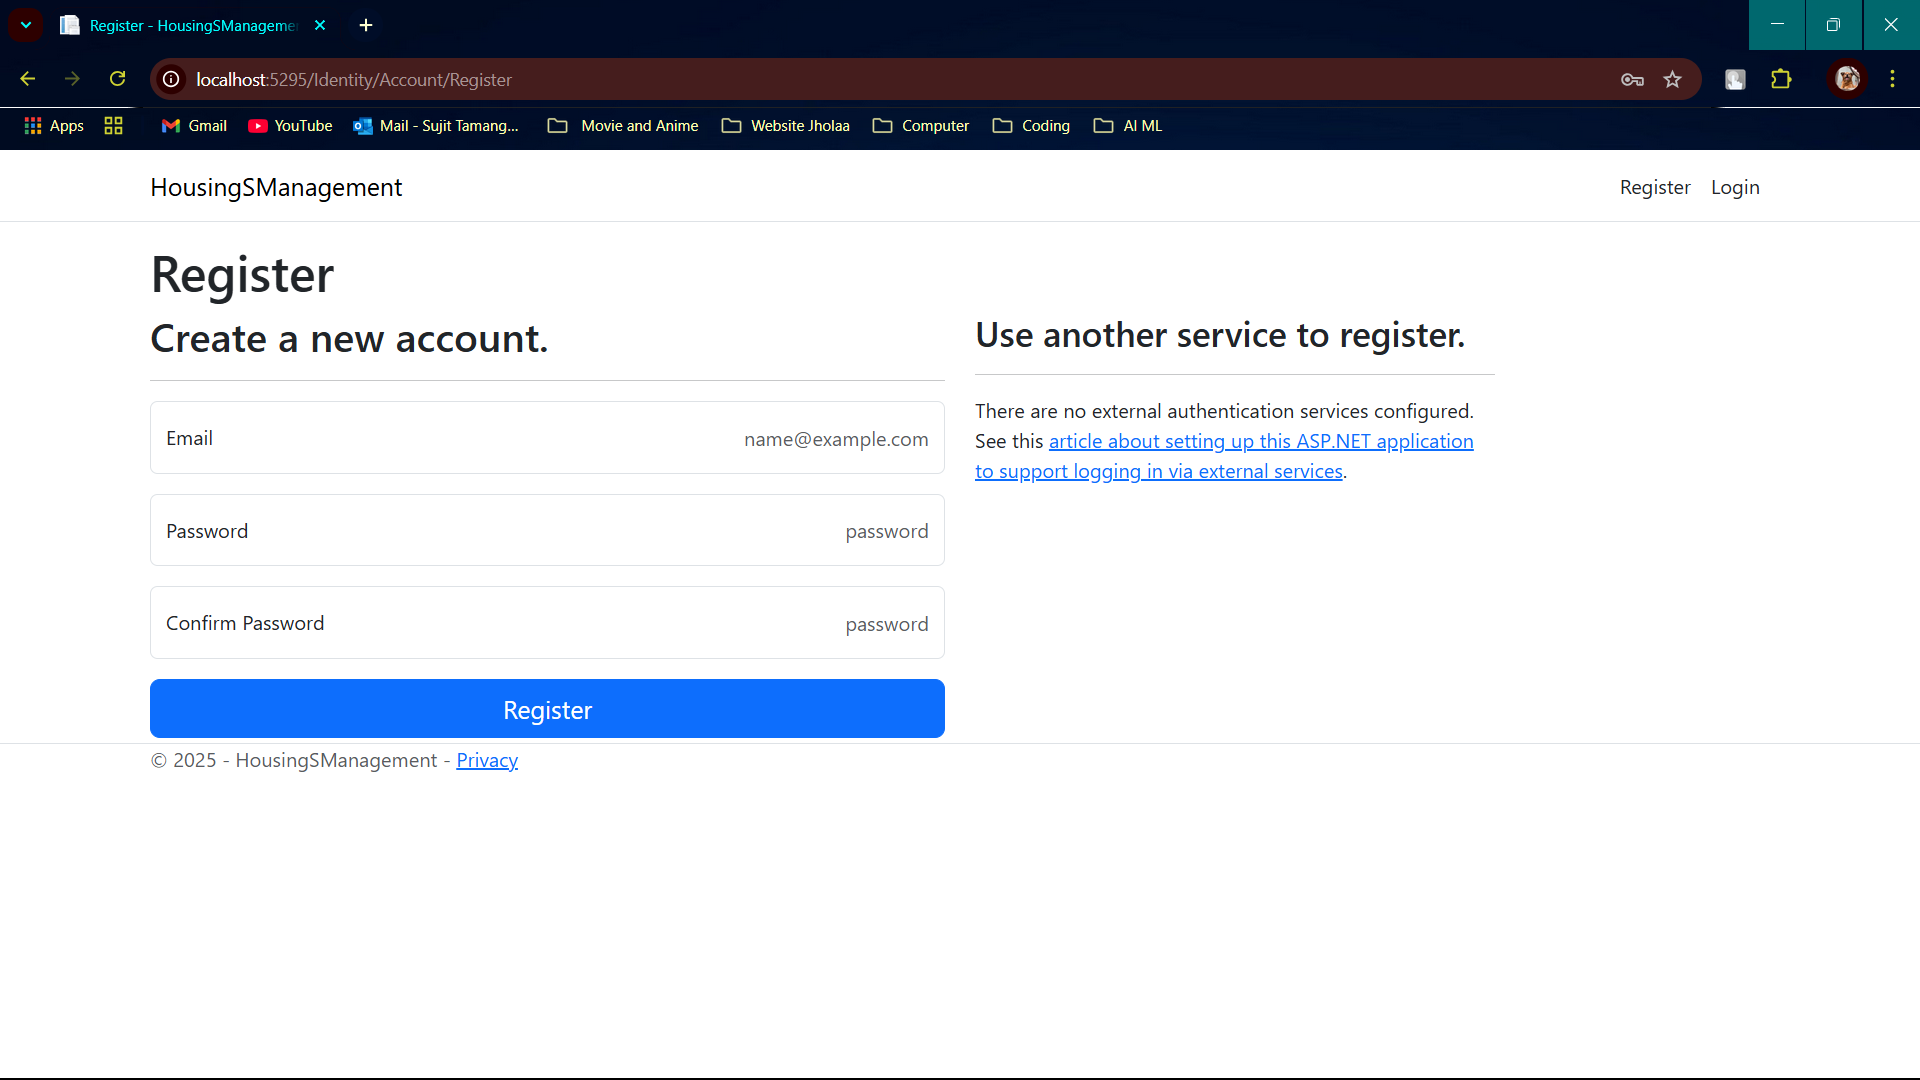 Register - HousingSManageme
localhost:5295/Identity/Account/Register
Apps
Gmail
YouTube
Mail - Sujit Tamang...
Movie and Anime
Website Jholaa
Computer
Coding
AI ML
HousingSManagement
Register
Login
Register
Create a new account.
Email
name@example.com
Password
password
Confirm Password
password
Register
Use another service to register.
There are no external authentication services configured.
See this article about setting up this ASP.NET application
to support logging in via external services.
© 2025 - HousingSManagement - Privacy